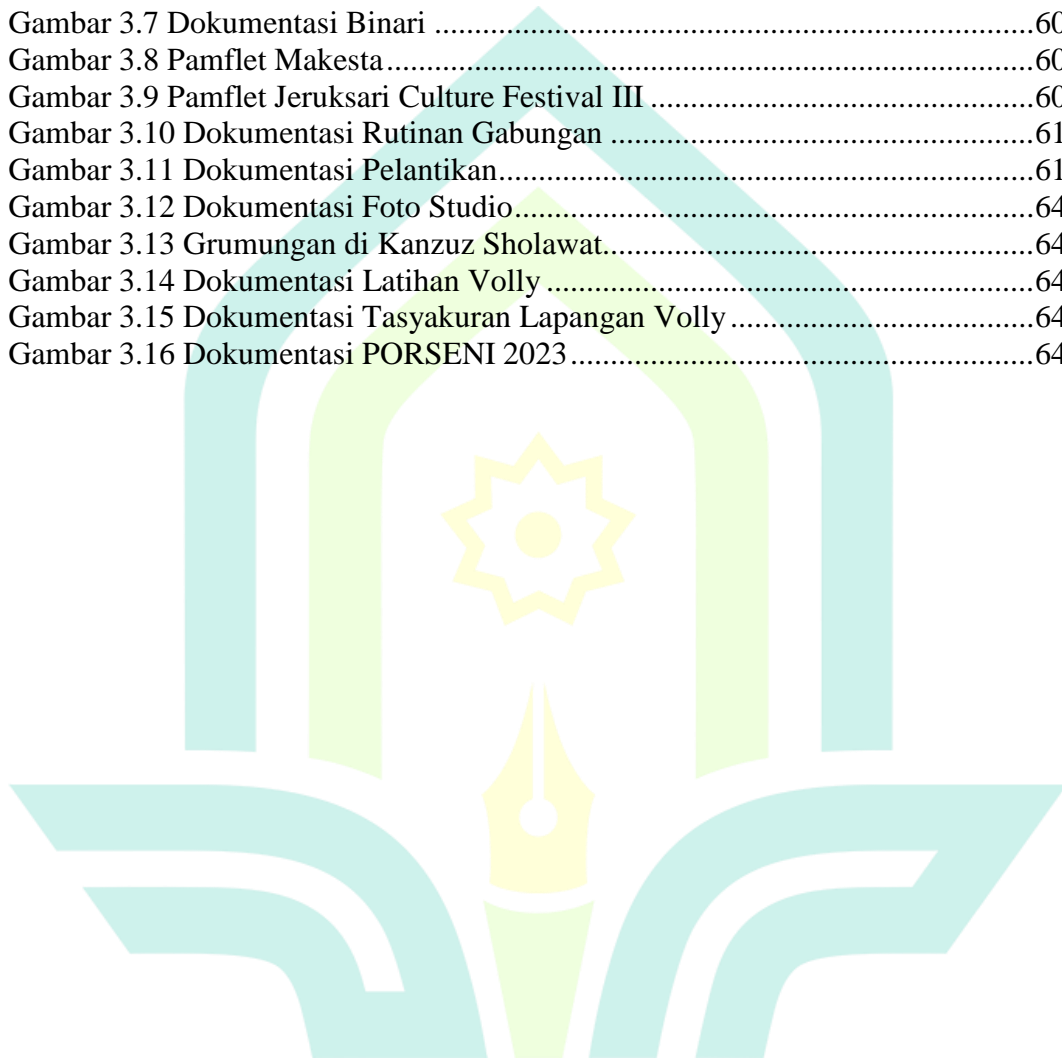 Gambar 3.7 Dokumentasi Binari ....................................................................................60
Gambar 3.8 Pamflet Makesta..........................................................................................60
Gambar 3.9 Pamflet Jeruksari Culture Festival III.....................................................60
Gambar 3.10 Dokumentasi Rutinan Gabungan ...........................................................61
Gambar 3.11 Dokumentasi Pelantikan..........................................................................61
Gambar 3.12 Dokumentasi Foto Studio........................................................................64
Gambar 3.13 Grumungan di Kanzuz Sholawat............................................................64
Gambar 3.14 Dokumentasi Latihan Volly ....................................................................64
Gambar 3.15 Dokumentasi Tasyakuran Lapangan Volly ..........................................64
Gambar 3.16 Dokumentasi PORSENI 2023................................................................64